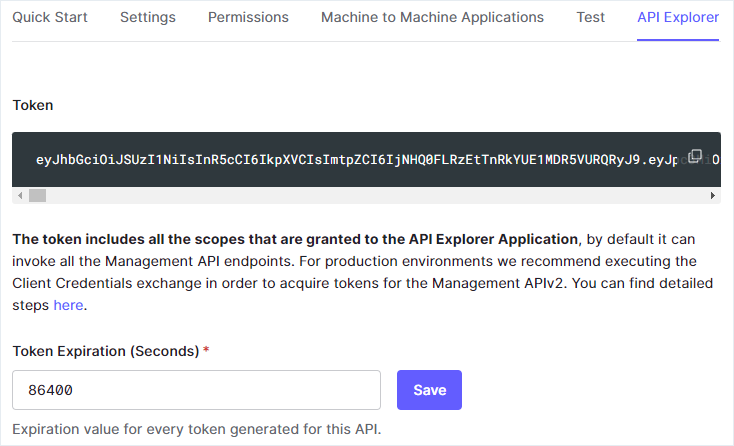 Quick Start Settings Permissions Machine to Machine Applications Test API Explorer
Token
eyJhbGciOiJSUzI1NiIsInR5cCI6IkpXVCIsImtpZCI6IjNHQ0FLRzEtTnRkYUE1MDR5VURQRyJ9.eyJp
The token includes all the scopes that are granted to the API Explorer Application, by default it can
invoke all the Management API endpoints. For production environments we recommend executing the
Client Credentials exchange in order to acquire tokens for the Management APIv2. You can find detailed
steps here.
Token Expiration (Seconds) *
86400 Save
Expiration value for every token generated for this API.